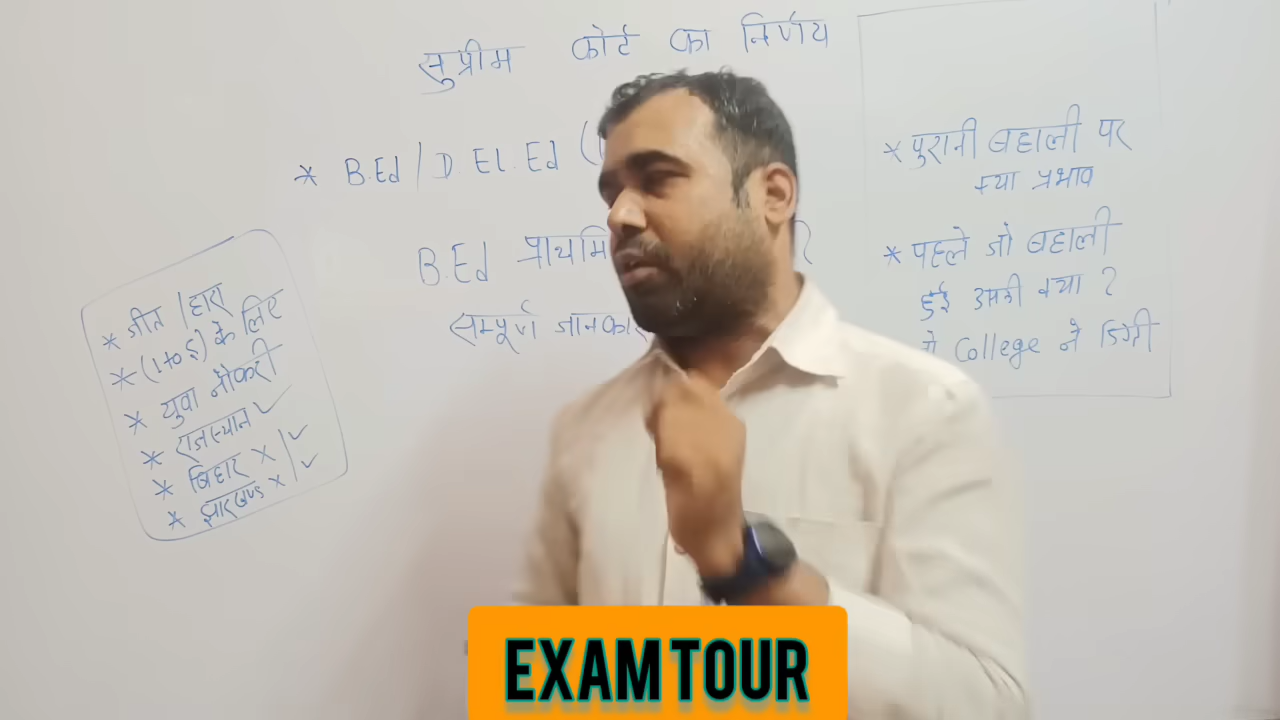 सुप्रीम कोर्ट का निर्णय
* B.Ed / D.El.Ed (
B.Ed प्राथमि
सम्पूर्ण जानकार
* जीत / हारा
* (1 to 5) के लिए
* युवा नौकरी
* राजस्थान ✓
* बिहार × / ✓
* झारखण्ड × / ✓
* पुरानी बहाली पर
क्या प्रभाव
* पहले जो बहाली
हुई उसकी क्या ?
College ने डिग्री
EXAM TOUR